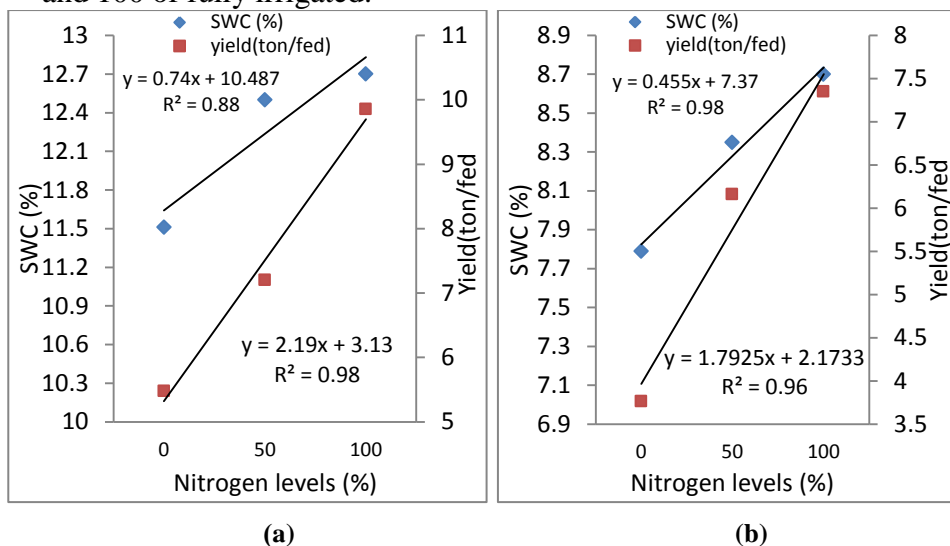 and 100 of fully irrigated.
SWC (%)
yield(ton/fed)
y = 0.74x + 10.487
R² = 0.88
y = 2.19x + 3.13
R² = 0.98
13
12.7
12.4
12.1
11.8
11.5
11.2
10.9
10.6
10.3
10
SWC (%)
11
10
9
8
7
6
5
Yield(ton/fed)
0 50 100
Nitrogen levels (%)
(a)
SWC (%)
yield(ton/fed)
y = 0.455x + 7.37
R² = 0.98
y = 1.7925x + 2.1733
R² = 0.96
8.9
8.7
8.5
8.3
8.1
7.9
7.7
7.5
7.3
7.1
6.9
SWC (%)
8
7.5
7
6.5
6
5.5
5
4.5
4
3.5
Yield(ton/fed)
0 50 100
Nitrogen levels (%)
(b)